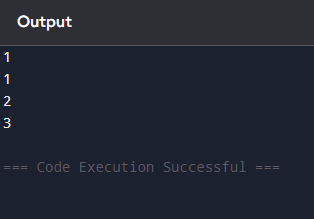 Output
1
1
2
3
=== Code Execution Successful ===